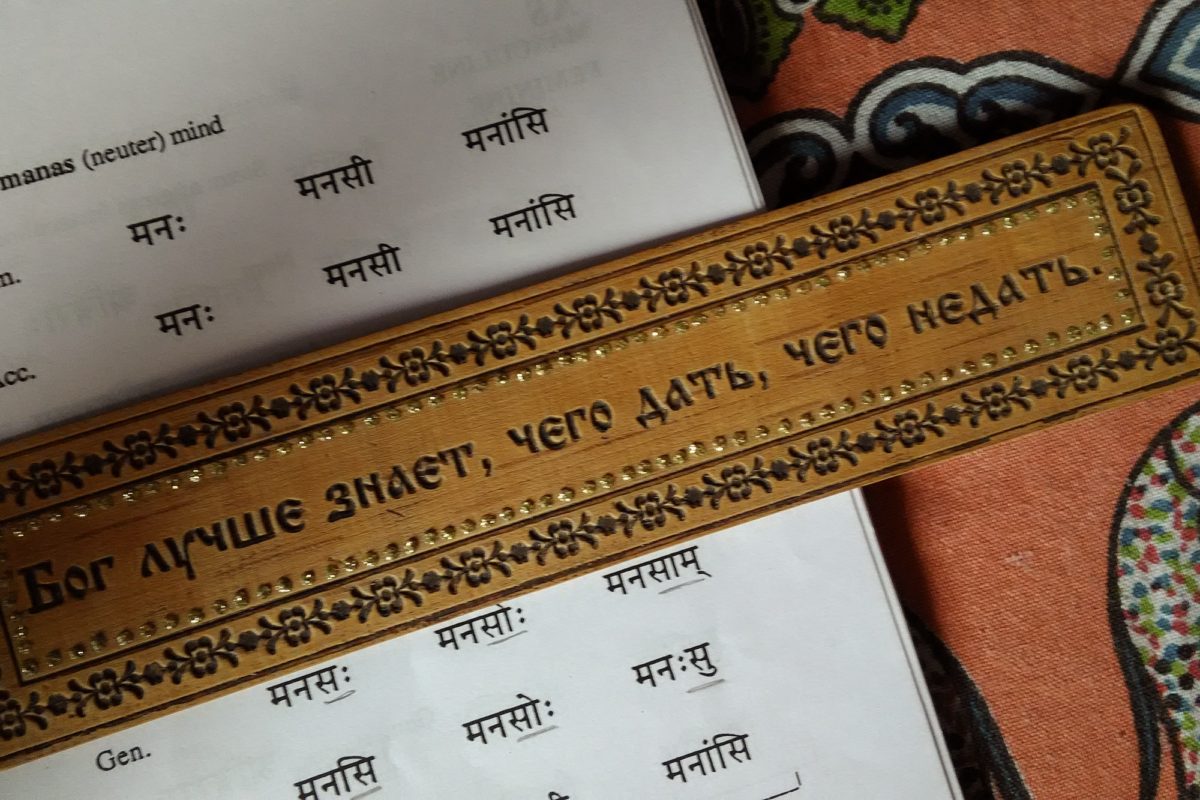 manas (neuter) mind
मनः मनसी मनांसि
मनः मनसी मनांसि
Бог лучше знает, чего дать, чего недать.
Gen. मनसः मनसोः मनसाम्
मनसि मनसोः मनःसु
मनांसि